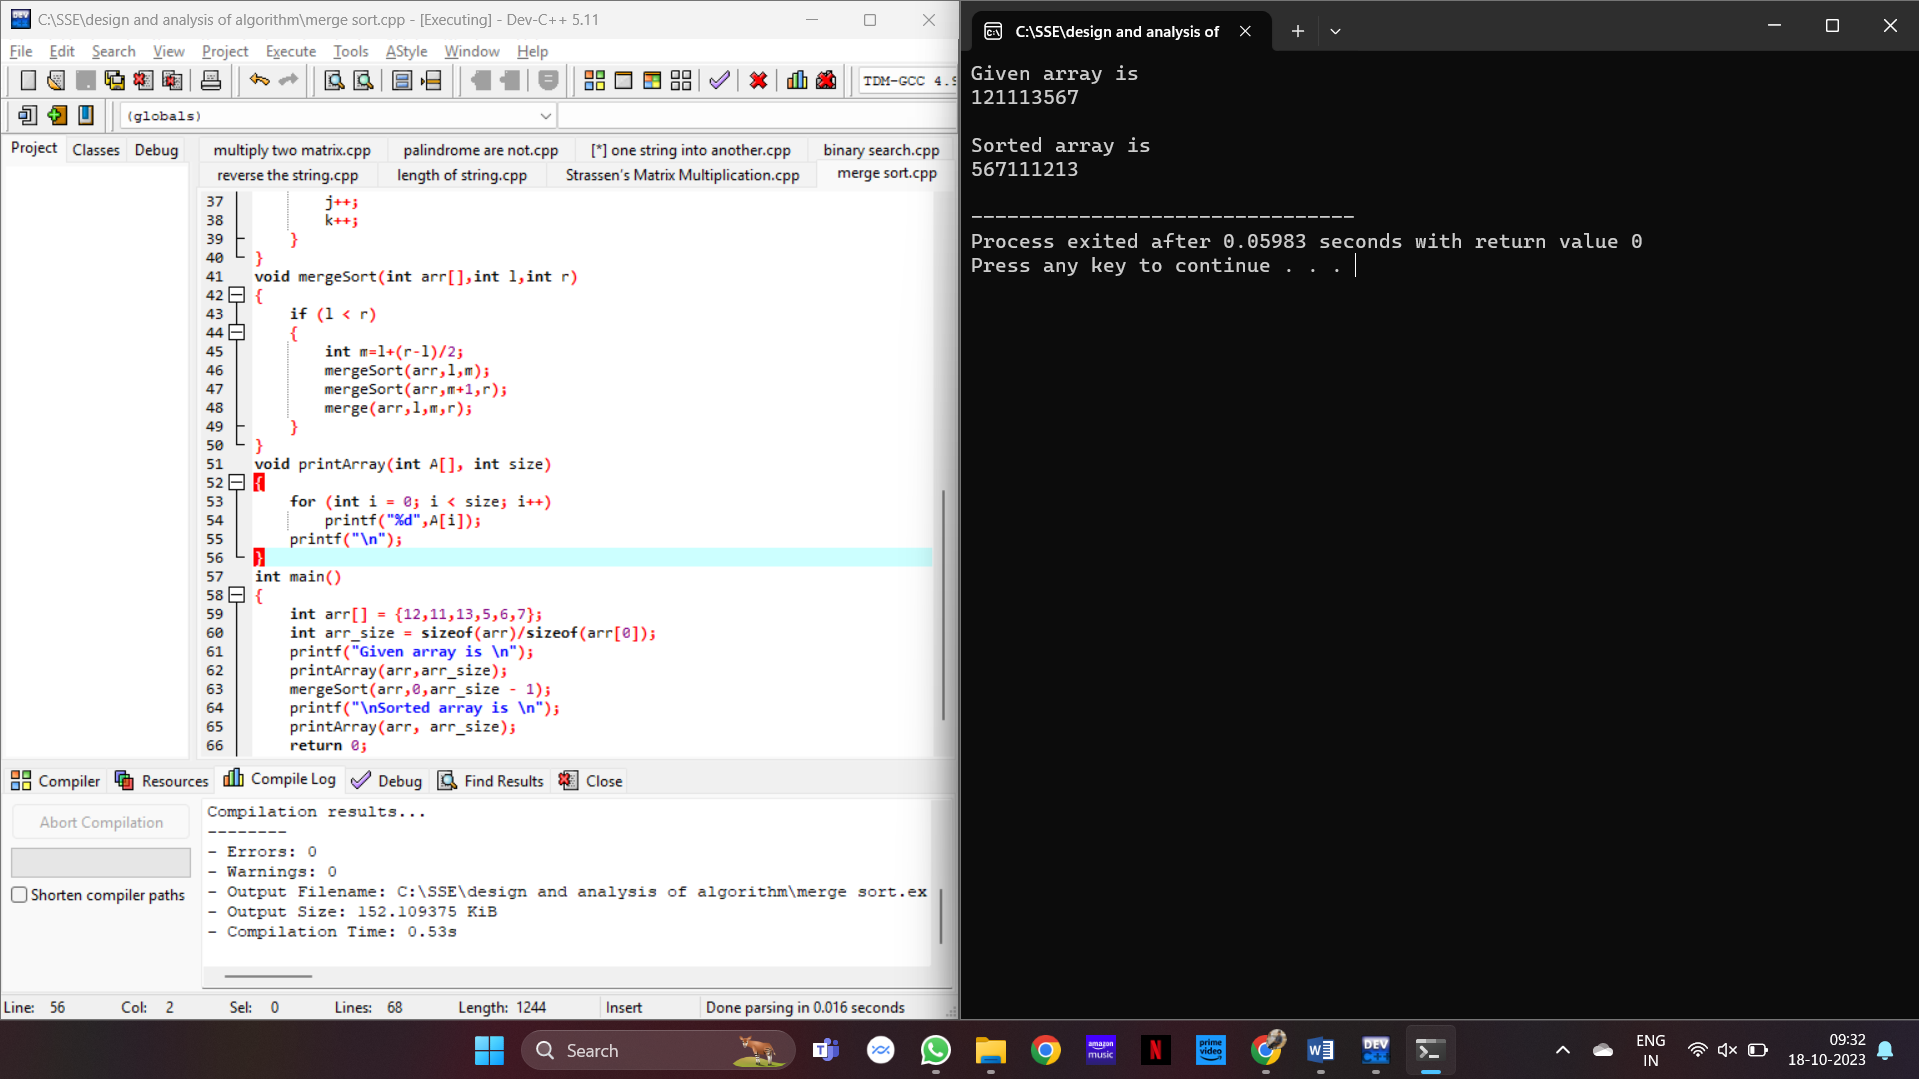 C:\SSE\design and analysis of algorithm\merge sort.cpp - [Executing] - Dev-C++ 5.11
File Edit Search View Project Execute Tools AStyle Window Help
TDM-GCC 4.9
(globals)
Project Classes Debug
multiply two matrix.cpp palindrome are not.cpp [*] one string into another.cpp binary search.cpp
reverse the string.cpp length of string.cpp Strassen's Matrix Multiplication.cpp merge sort.cpp
37 j++;
38 k++;
39 }
40 }
41 void mergeSort(int arr[],int l,int r)
42 {
43 if (l < r)
44 {
45 int m=l+(r-l)/2;
46 mergeSort(arr,l,m);
47 mergeSort(arr,m+1,r);
48 merge(arr,l,m,r);
49 }
50 }
51 void printArray(int A[], int size)
52 {
53 for (int i = 0; i < size; i++)
54 printf("%d",A[i]);
55 printf("\n");
56 }
57 int main()
58 {
59 int arr[] = {12,11,13,5,6,7};
60 int arr_size = sizeof(arr)/sizeof(arr[0]);
61 printf("Given array is \n");
62 printArray(arr,arr_size);
63 mergeSort(arr,0,arr_size - 1);
64 printf("\nSorted array is \n");
65 printArray(arr, arr_size);
66 return 0;
Compiler Resources Compile Log Debug Find Results Close
Abort Compilation
Shorten compiler paths
Compilation results...
--------
- Errors: 0
- Warnings: 0
- Output Filename: C:\SSE\design and analysis of algorithm\merge sort.ex
- Output Size: 152.109375 KiB
- Compilation Time: 0.53s
Line: 56 Col: 2 Sel: 0 Lines: 68 Length: 1244 Insert Done parsing in 0.016 seconds
C:\SSE\design and analysis of
Given array is
121113567
Sorted array is
567111213
--------------------------------
Process exited after 0.05983 seconds with return value 0
Press any key to continue . . .
Search
amazon music
N
prime video
DEV C++
ENG
IN
09:32
18-10-2023